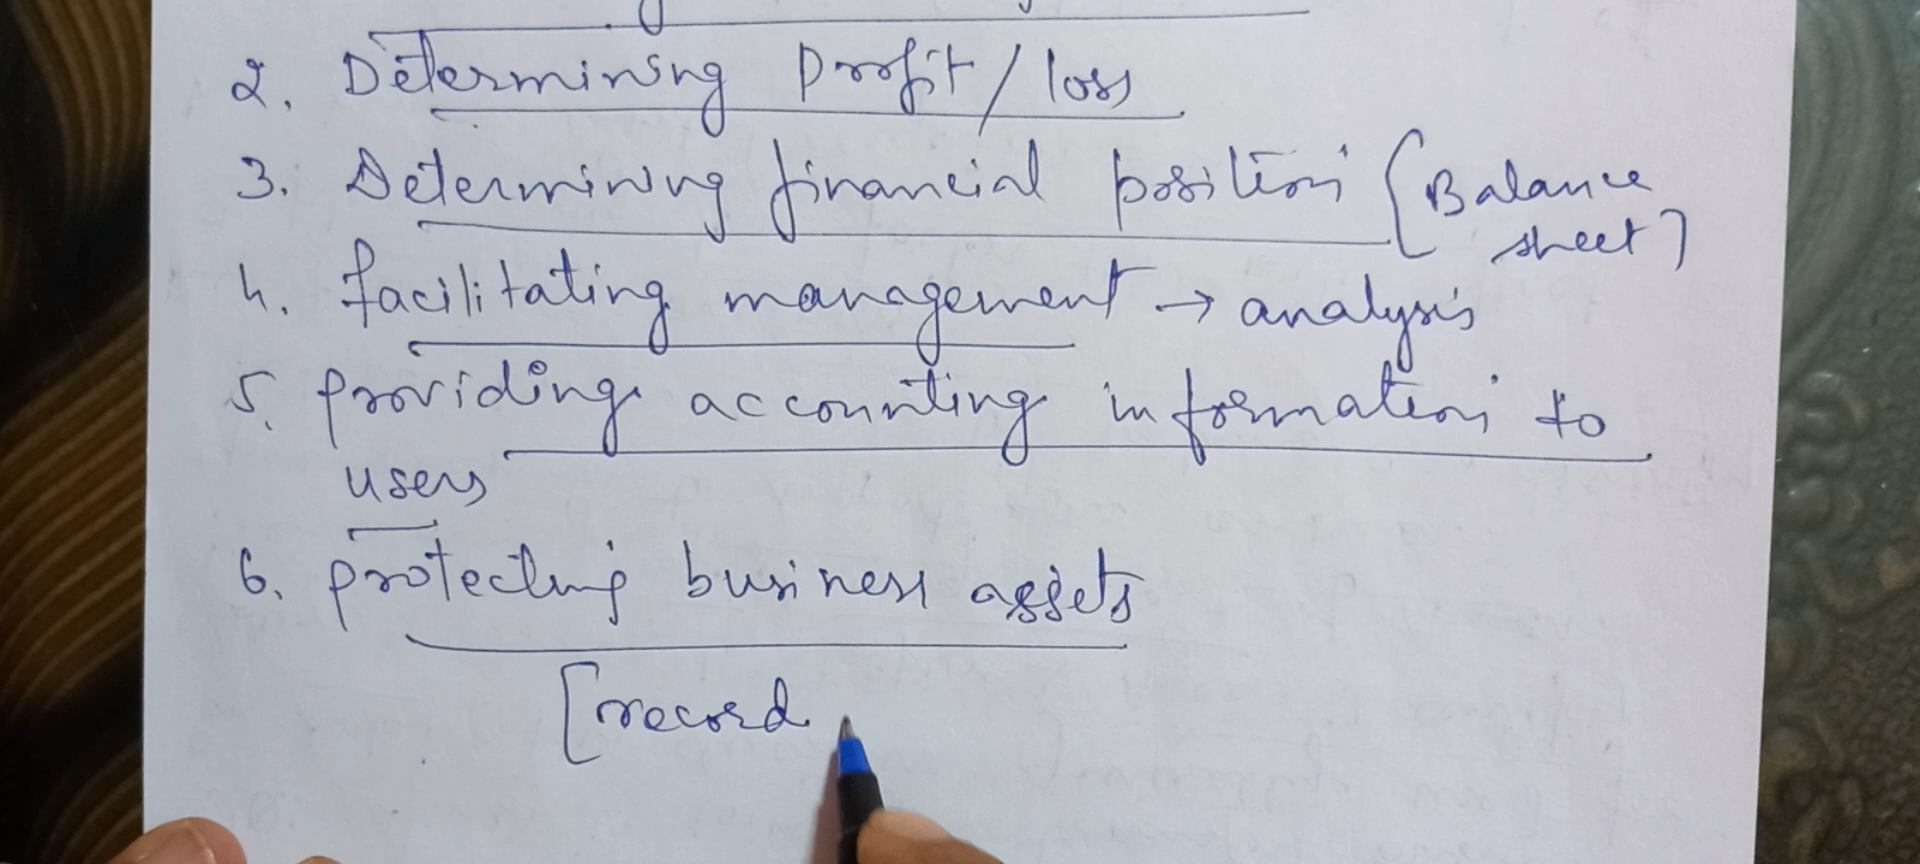 2. Determining Profit/loss
3. Determining financial position [Balance
sheet]
4. facilitating management → analysis
5. providing accounting information to
users
6. protecting business assets
[record